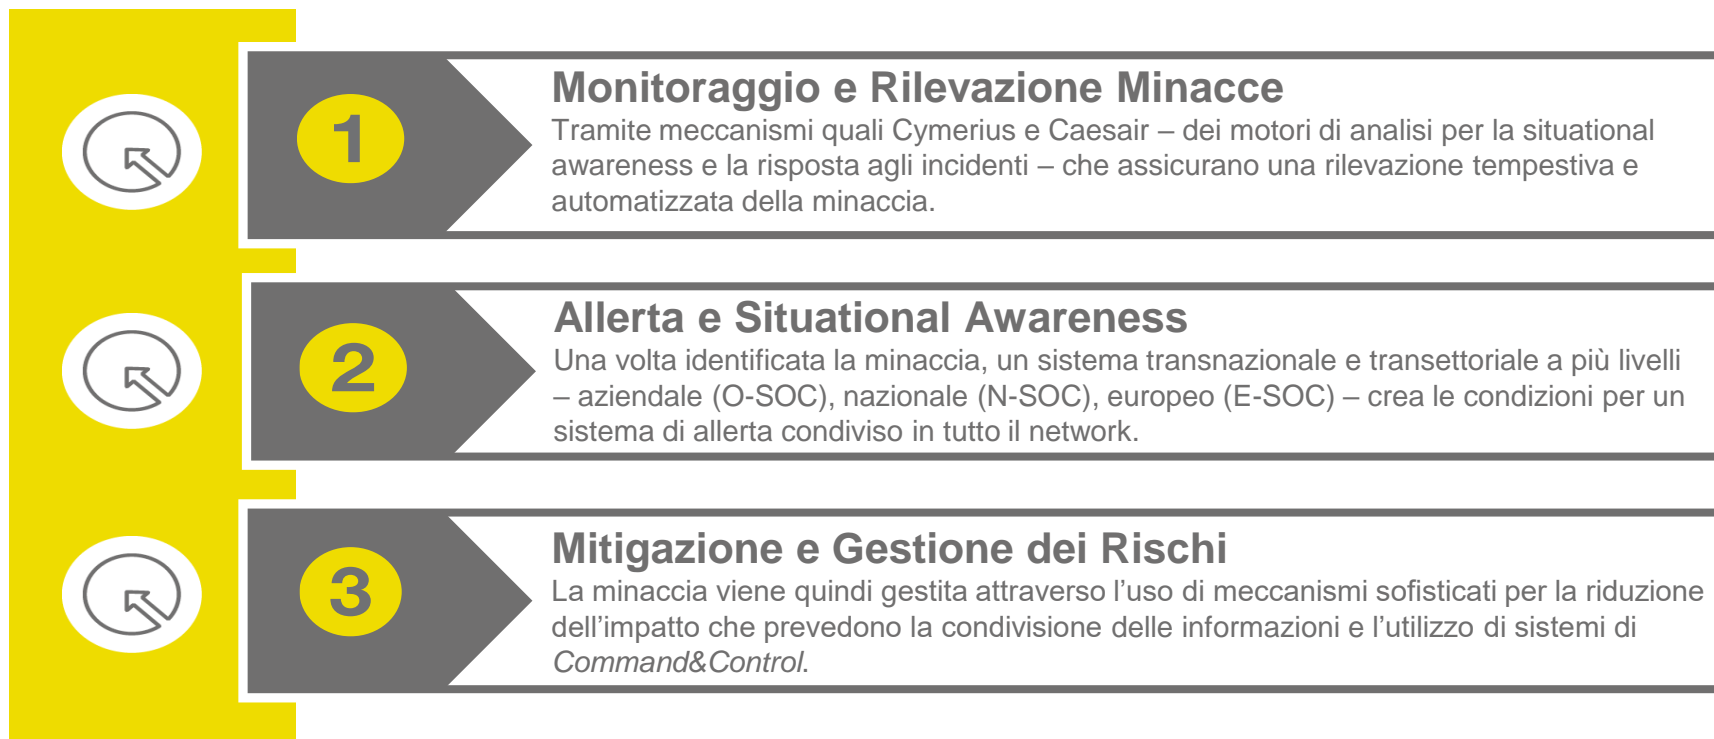 1
Monitoraggio e Rilevazione Minacce
Tramite meccanismi quali Cymerius e Caesair – dei motori di analisi per la situational
awareness e la risposta agli incidenti – che assicurano una rilevazione tempestiva e
automatizzata della minaccia.
2
Allerta e Situational Awareness
Una volta identificata la minaccia, un sistema transnazionale e transettoriale a più livelli
– aziendale (O-SOC), nazionale (N-SOC), europeo (E-SOC) – crea le condizioni per un
sistema di allerta condiviso in tutto il network.
3
Mitigazione e Gestione dei Rischi
La minaccia viene quindi gestita attraverso l’uso di meccanismi sofisticati per la riduzione
dell’impatto che prevedono la condivisione delle informazioni e l’utilizzo di sistemi di
Command&Control.